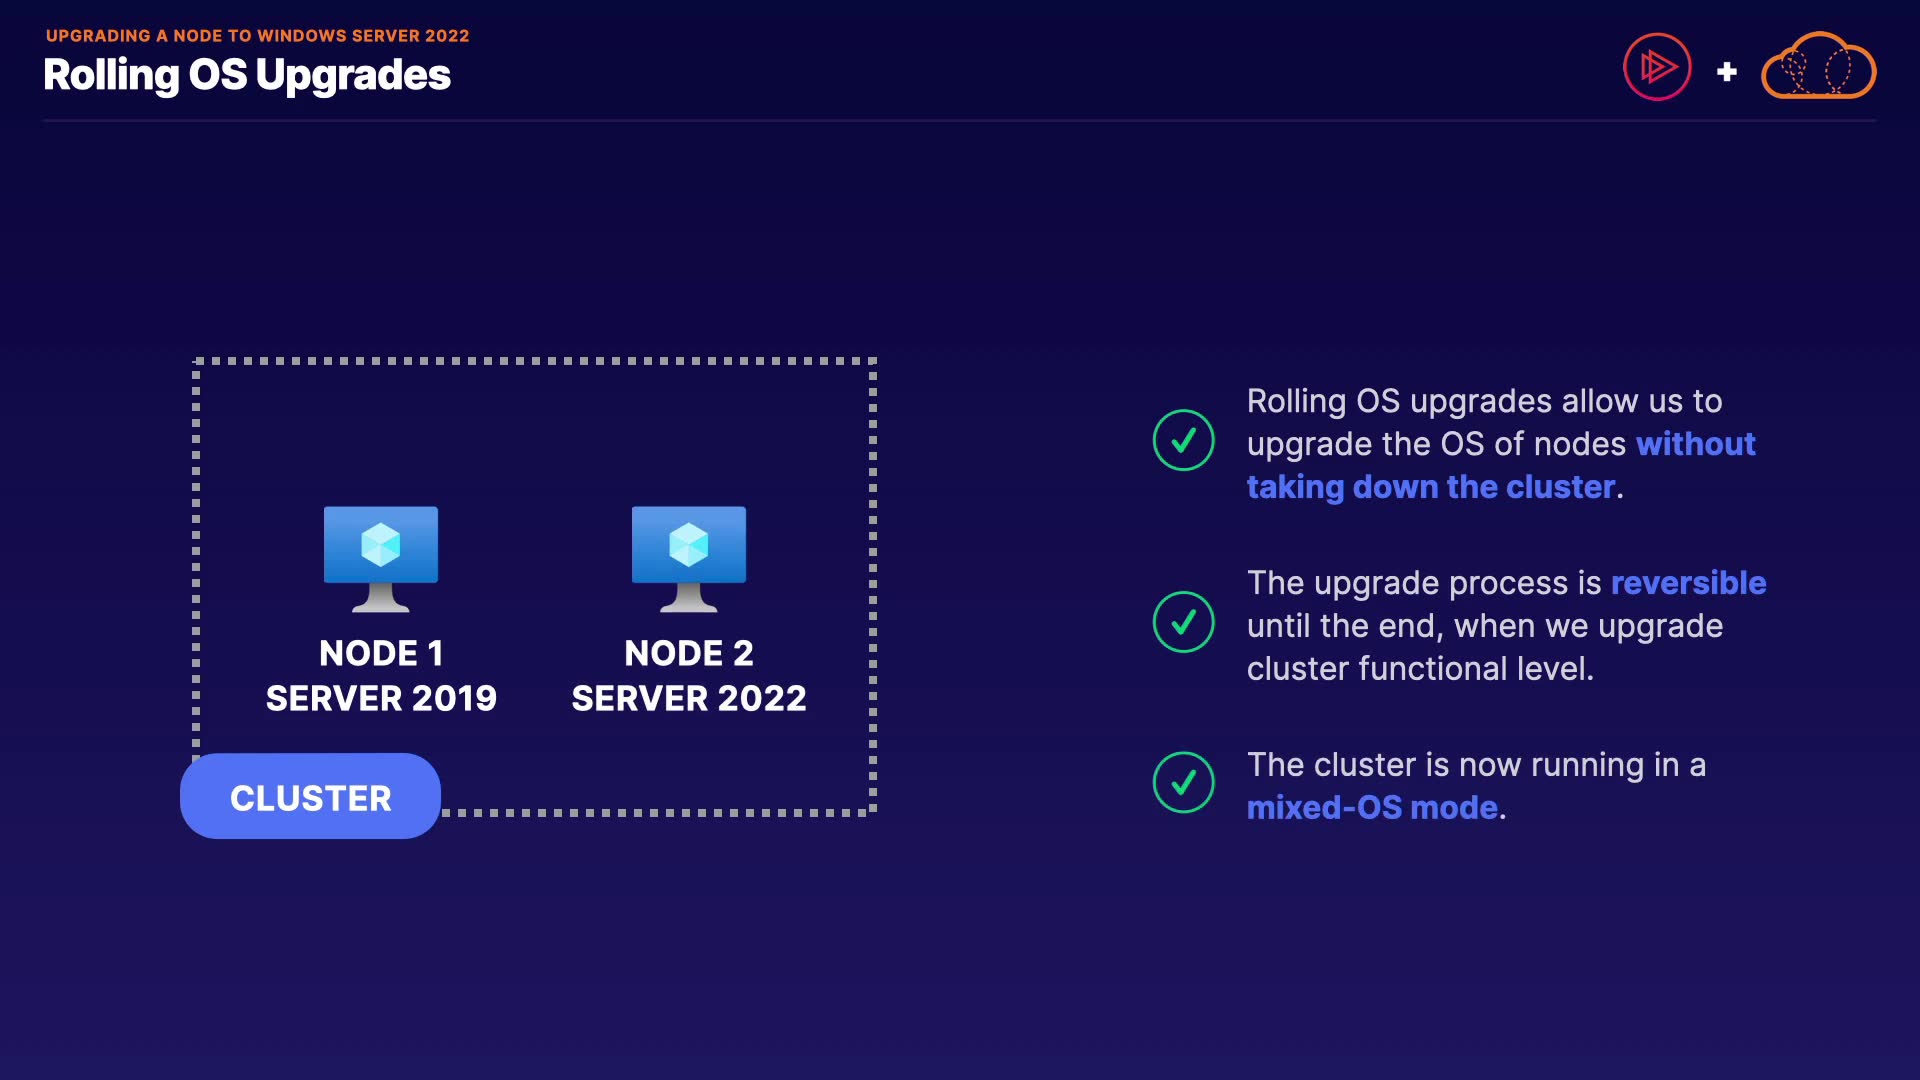 UPGRADING A NODE TO WINDOWS SERVER 2022
Rolling OS Upgrades
+
NODE 1
SERVER 2019
NODE 2
SERVER 2022
CLUSTER
Rolling OS upgrades allow us to
upgrade the OS of nodes without
taking down the cluster.
The upgrade process is reversible
until the end, when we upgrade
cluster functional level.
The cluster is now running in a
mixed-OS mode.